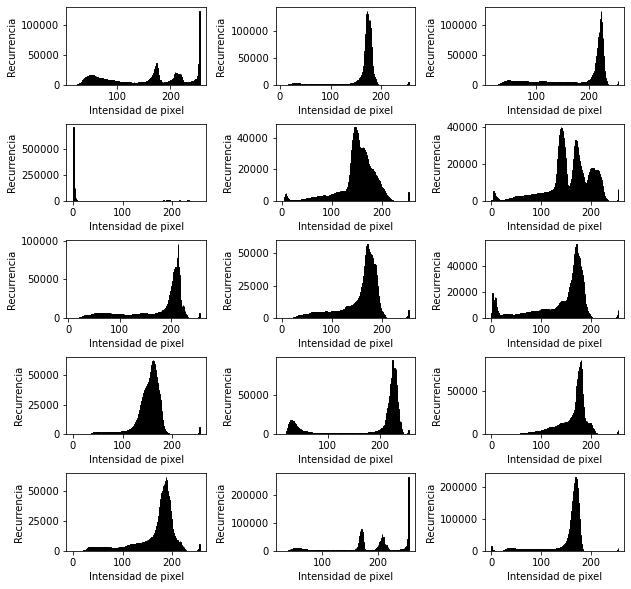 Recurrencia Recurrencia Recurrencia
100000 100000 100000
50000 50000 50000
0 0 0
100 200 0 100 200 100 200
Intensidad de pixel Intensidad de pixel Intensidad de pixel
Recurrencia Recurrencia Recurrencia
500000 40000 40000
250000 20000 20000
0 0 0
0 100 200 0 100 200 0 100 200
Intensidad de pixel Intensidad de pixel Intensidad de pixel
Recurrencia Recurrencia Recurrencia
100000 50000 40000
50000 25000 20000
0 0 0
0 100 200 0 100 200 0 100 200
Intensidad de pixel Intensidad de pixel Intensidad de pixel
Recurrencia Recurrencia Recurrencia
50000 50000 50000
25000 0 0
0
0 100 200 100 200 0 100 200
Intensidad de pixel Intensidad de pixel Intensidad de pixel
Recurrencia Recurrencia Recurrencia
50000 200000 200000
25000 100000 100000
0 0 0
0 100 200 100 200 0 100 200
Intensidad de pixel Intensidad de pixel Intensidad de pixel